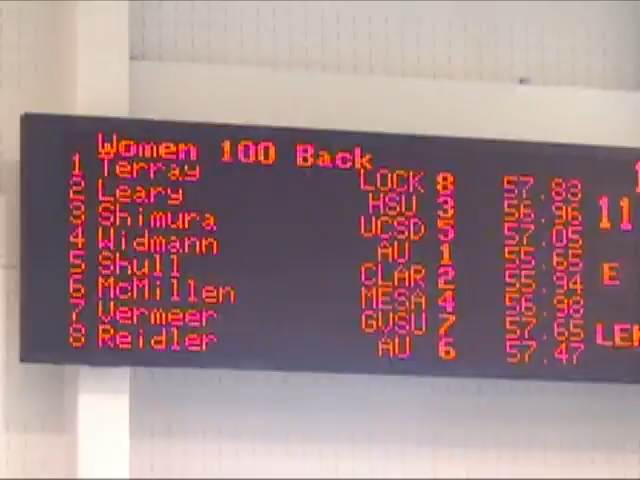 Women 100 Back
1 Terray LOCK 8 57.83
2 Leary HSU 3 56.96
3 Shimura UCSD 5 57.05
4 Widmann AU 1 55.65
5 Shull CLAR 2 55.94
6 McMillen MESA 4 56.98
7 Vermeer GVSU 7 57.65
8 Reidler AU 6 57.47
11
E